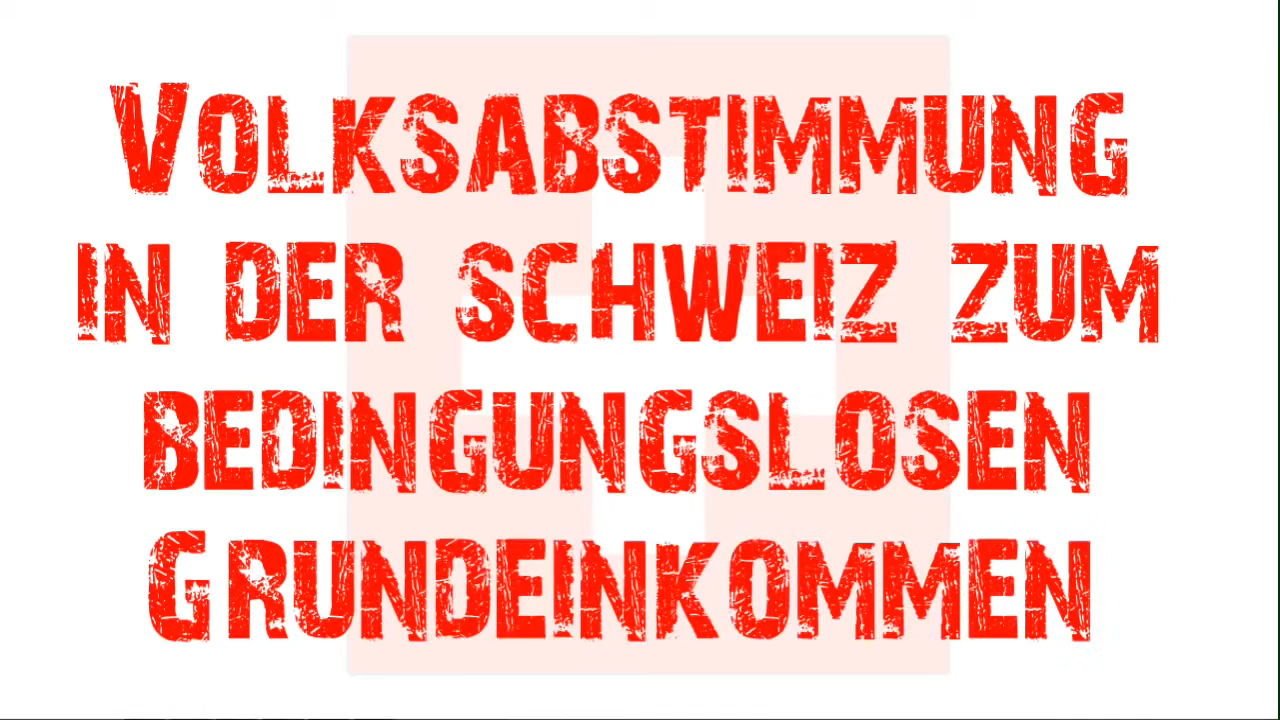 Volksabstimmung
in der Schweiz zum
bedingungslosen
Grundeinkommen